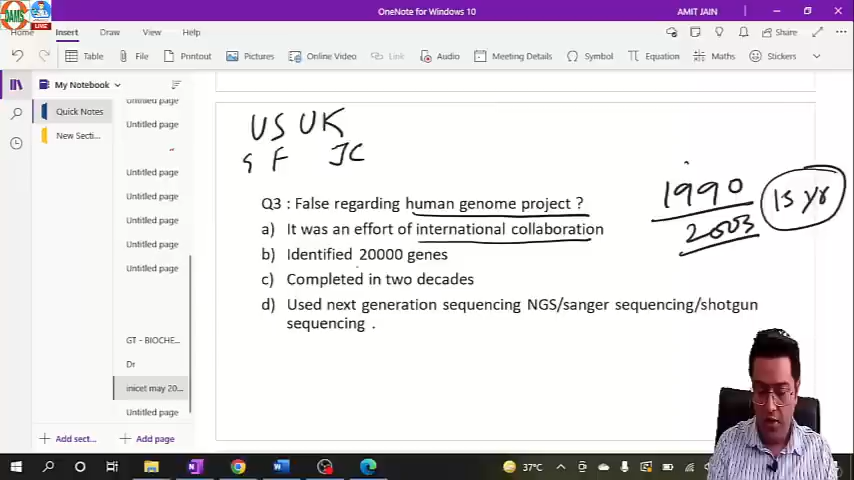 DAMS
LIVE
OneNote for Windows 10
AMIT JAIN
Home Insert Draw View Help
Table File Printout Pictures Online Video Link Audio Meeting Details Symbol Equation Maths Stickers Share
My Notebook
Quick Notes
New Secti...
Untitled page
Untitled page
Untitled page
Untitled page
Untitled page
Untitled page
Untitled page
GT - BIOCHE...
Dr
inicet may 20...
Untitled page
US UK
G F JC
1990
2003
15 yr
Q3 : False regarding human genome project ?
a) It was an effort of international collaboration
b) Identified 20000 genes
c) Completed in two decades
d) Used next generation sequencing NGS/sanger sequencing/shotgun
sequencing .
+ Add sect... + Add page
37°C ENG